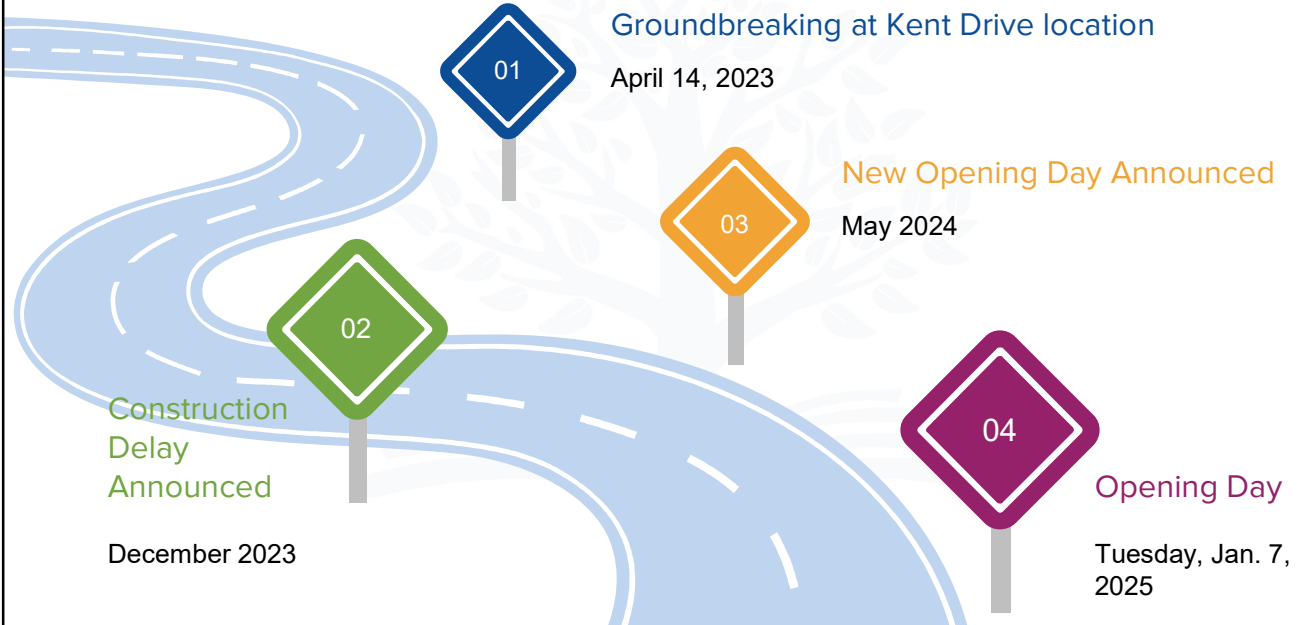 01
Groundbreaking at Kent Drive location
April 14, 2023
02
Construction
Delay
Announced
December 2023
03
New Opening Day Announced
May 2024
04
Opening Day
Tuesday, Jan. 7,
2025